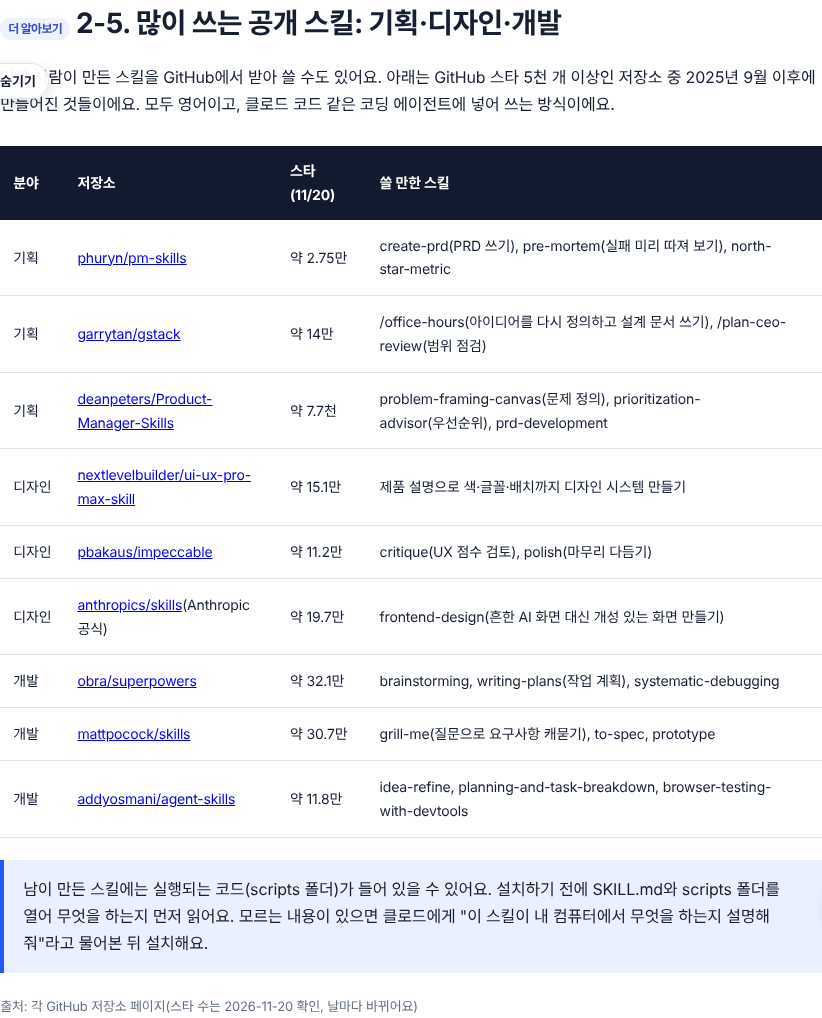 더 알아보기 2-5. 많이 쓰는 공개 스킬: 기획·디자인·개발
숨기기
람이 만든 스킬을 GitHub에서 받아 쓸 수도 있어요. 아래는 GitHub 스타 5천 개 이상인 저장소 중 2025년 9월 이후에
만들어진 것들이에요. 모두 영어이고, 클로드 코드 같은 코딩 에이전트에 넣어 쓰는 방식이에요.
분야 저장소 스타 (11/20) 쓸 만한 스킬
기획 phuryn/pm-skills 약 2.75만 create-prd(PRD 쓰기), pre-mortem(실패 미리 따져 보기), north-
star-metric
기획 garrytan/gstack 약 14만 /office-hours(아이디어를 다시 정의하고 설계 문서 쓰기), /plan-ceo-
review(범위 점검)
기획 deanpeters/Product-
Manager-Skills 약 7.7천 problem-framing-canvas(문제 정의), prioritization-
advisor(우선순위), prd-development
디자인 nextlevelbuilder/ui-ux-pro-
max-skill 약 15.1만 제품 설명으로 색·글꼴·배치까지 디자인 시스템 만들기
디자인 pbakaus/impeccable 약 11.2만 critique(UX 점수 검토), polish(마무리 다듬기)
디자인 anthropics/skills(Anthropic
공식) 약 19.7만 frontend-design(흔한 AI 화면 대신 개성 있는 화면 만들기)
개발 obra/superpowers 약 32.1만 brainstorming, writing-plans(작업 계획), systematic-debugging
개발 mattpocock/skills 약 30.7만 grill-me(질문으로 요구사항 캐묻기), to-spec, prototype
개발 addyosmani/agent-skills 약 11.8만 idea-refine, planning-and-task-breakdown, browser-testing-
with-devtools
남이 만든 스킬에는 실행되는 코드(scripts 폴더)가 들어 있을 수 있어요. 설치하기 전에 SKILL.md와 scripts 폴더를
열어 무엇을 하는지 먼저 읽어요. 모르는 내용이 있으면 클로드에게 "이 스킬이 내 컴퓨터에서 무엇을 하는지 설명해
줘"라고 물어본 뒤 설치해요.
출처: 각 GitHub 저장소 페이지(스타 수는 2026-11-20 확인, 날마다 바뀌어요)